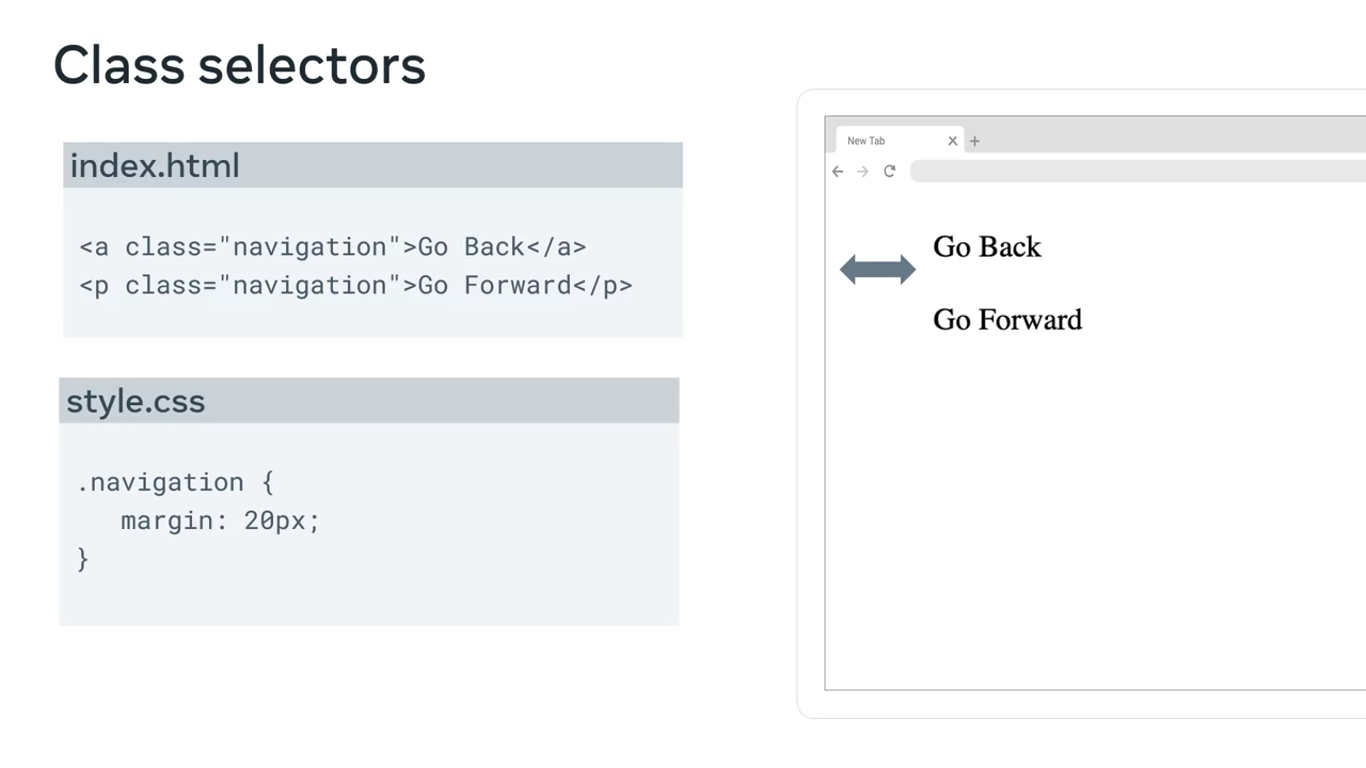 Class selectors
index.html
<a class="navigation">Go Back</a>
<p class="navigation">Go Forward</p>
style.css
.navigation {
   margin: 20px;
}
New Tab
Go Back
Go Forward